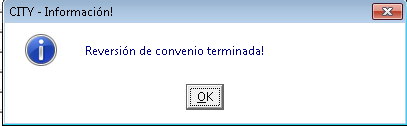 CITY - Información!
Reversión de convenio terminada!
OK